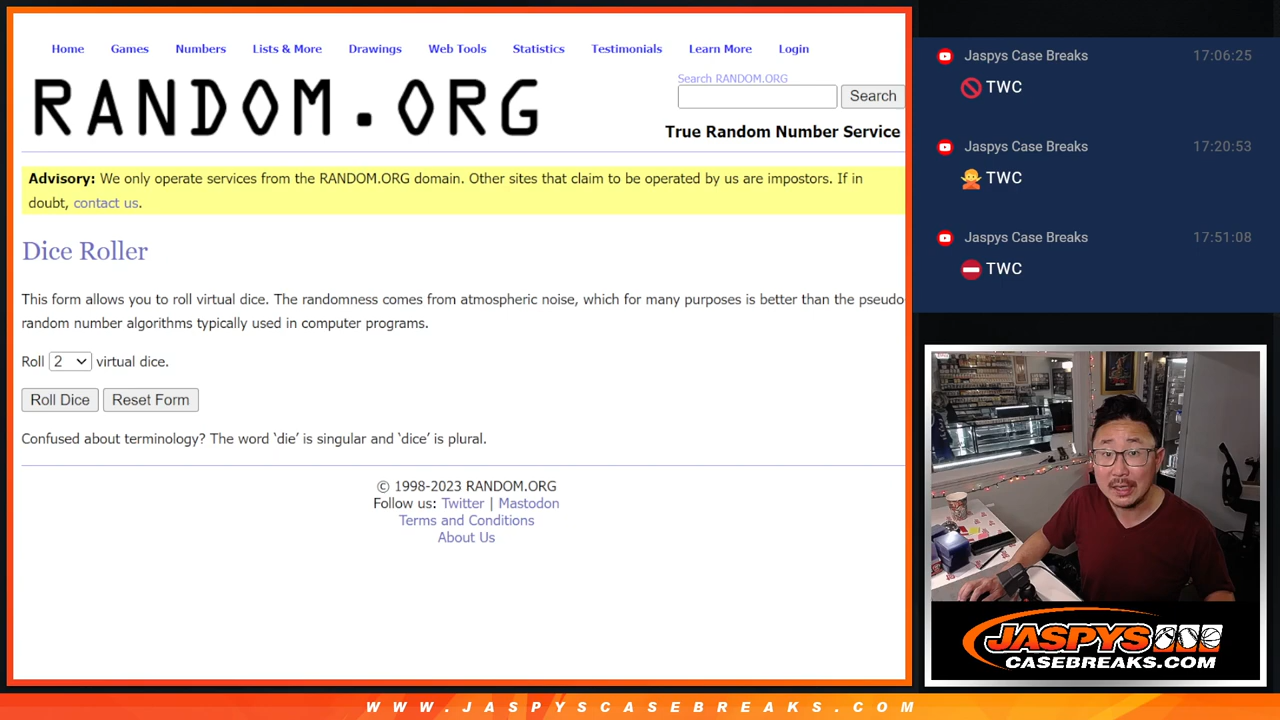 Home Games Numbers Lists & More Drawings Web Tools Statistics Testimonials Learn More Login
RANDOM.ORG
Search RANDOM.ORG
Search
True Random Number Service
Advisory: We only operate services from the RANDOM.ORG domain. Other sites that claim to be operated by us are impostors. If in
doubt, contact us.
Dice Roller
This form allows you to roll virtual dice. The randomness comes from atmospheric noise, which for many purposes is better than the pseudo
random number algorithms typically used in computer programs.
Roll 2 virtual dice.
Roll Dice Reset Form
Confused about terminology? The word ‘die’ is singular and ‘dice’ is plural.
© 1998-2023 RANDOM.ORG
Follow us: Twitter | Mastodon
Terms and Conditions
About Us
Jaspys Case Breaks 17:06:25
🚫 TWC
Jaspys Case Breaks 17:20:53
🙅 TWC
Jaspys Case Breaks 17:51:08
⛔ TWC
JASPYS
CASEBREAKS.COM
WWW.JASPYSCASEBREAKS.COM